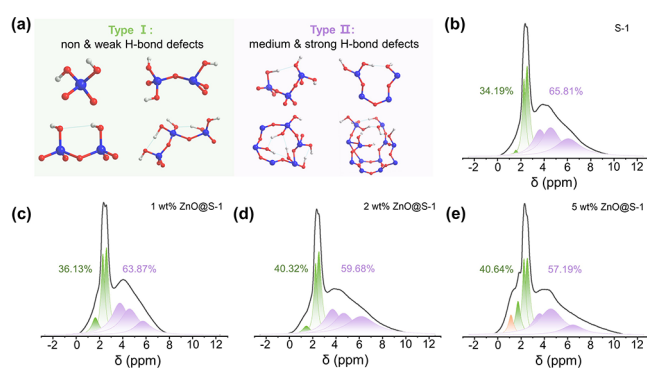 (a)
Type Ⅰ:
non & weak H-bond defects
Type Ⅱ:
medium & strong H-bond defects
(b)
S-1
34.19%
65.81%
-2 0 2 4 6 8 10 12
δ (ppm)
(c)
1 wt% ZnO@S-1
36.13%
63.87%
-2 0 2 4 6 8 10 12
δ (ppm)
(d)
2 wt% ZnO@S-1
40.32%
59.68%
-2 0 2 4 6 8 10 12
δ (ppm)
(e)
5 wt% ZnO@S-1
40.64%
57.19%
-2 0 2 4 6 8 10 12
δ (ppm)